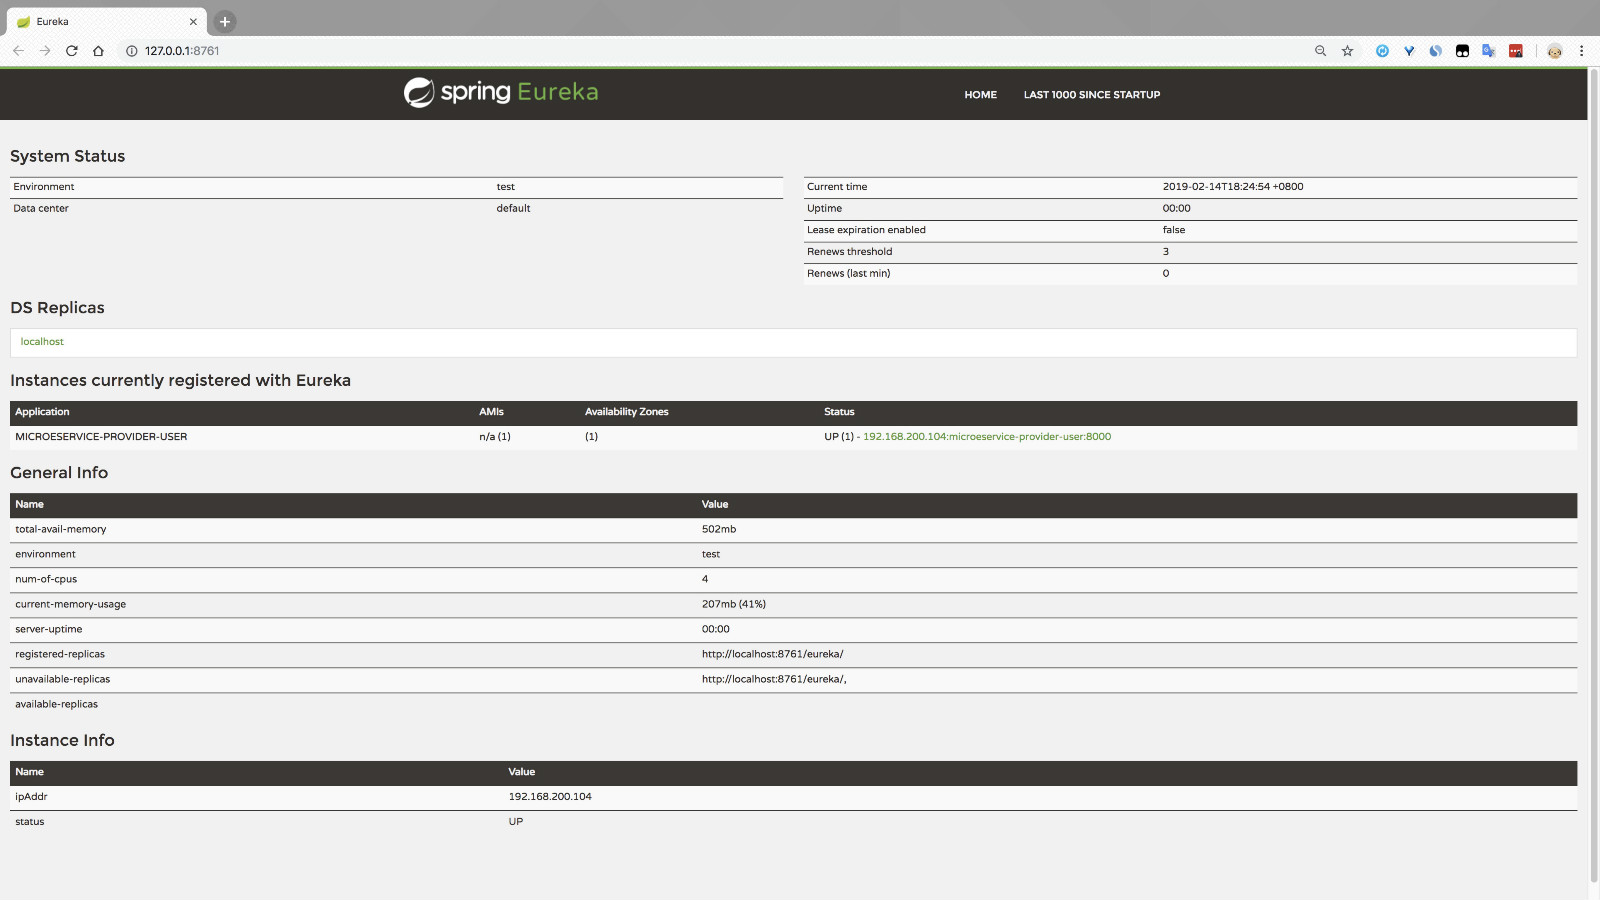 Eureka
127.0.0.1:8761
spring Eureka
HOME LAST 1000 SINCE STARTUP
System Status
Environment test
Data center default
Current time 2019-02-14T18:24:54 +0800
Uptime 00:00
Lease expiration enabled false
Renews threshold 3
Renews (last min) 0
DS Replicas
localhost
Instances currently registered with Eureka
Application AMIs Availability Zones Status
MICROESERVICE-PROVIDER-USER n/a (1) (1) UP (1) - 192.168.200.104:microeservice-provider-user:8000
General Info
Name Value
total-avail-memory 502mb
environment test
num-of-cpus 4
current-memory-usage 207mb (41%)
server-uptime 00:00
registered-replicas http://localhost:8761/eureka/
unavailable-replicas http://localhost:8761/eureka/,
available-replicas
Instance Info
Name Value
ipAddr 192.168.200.104
status UP